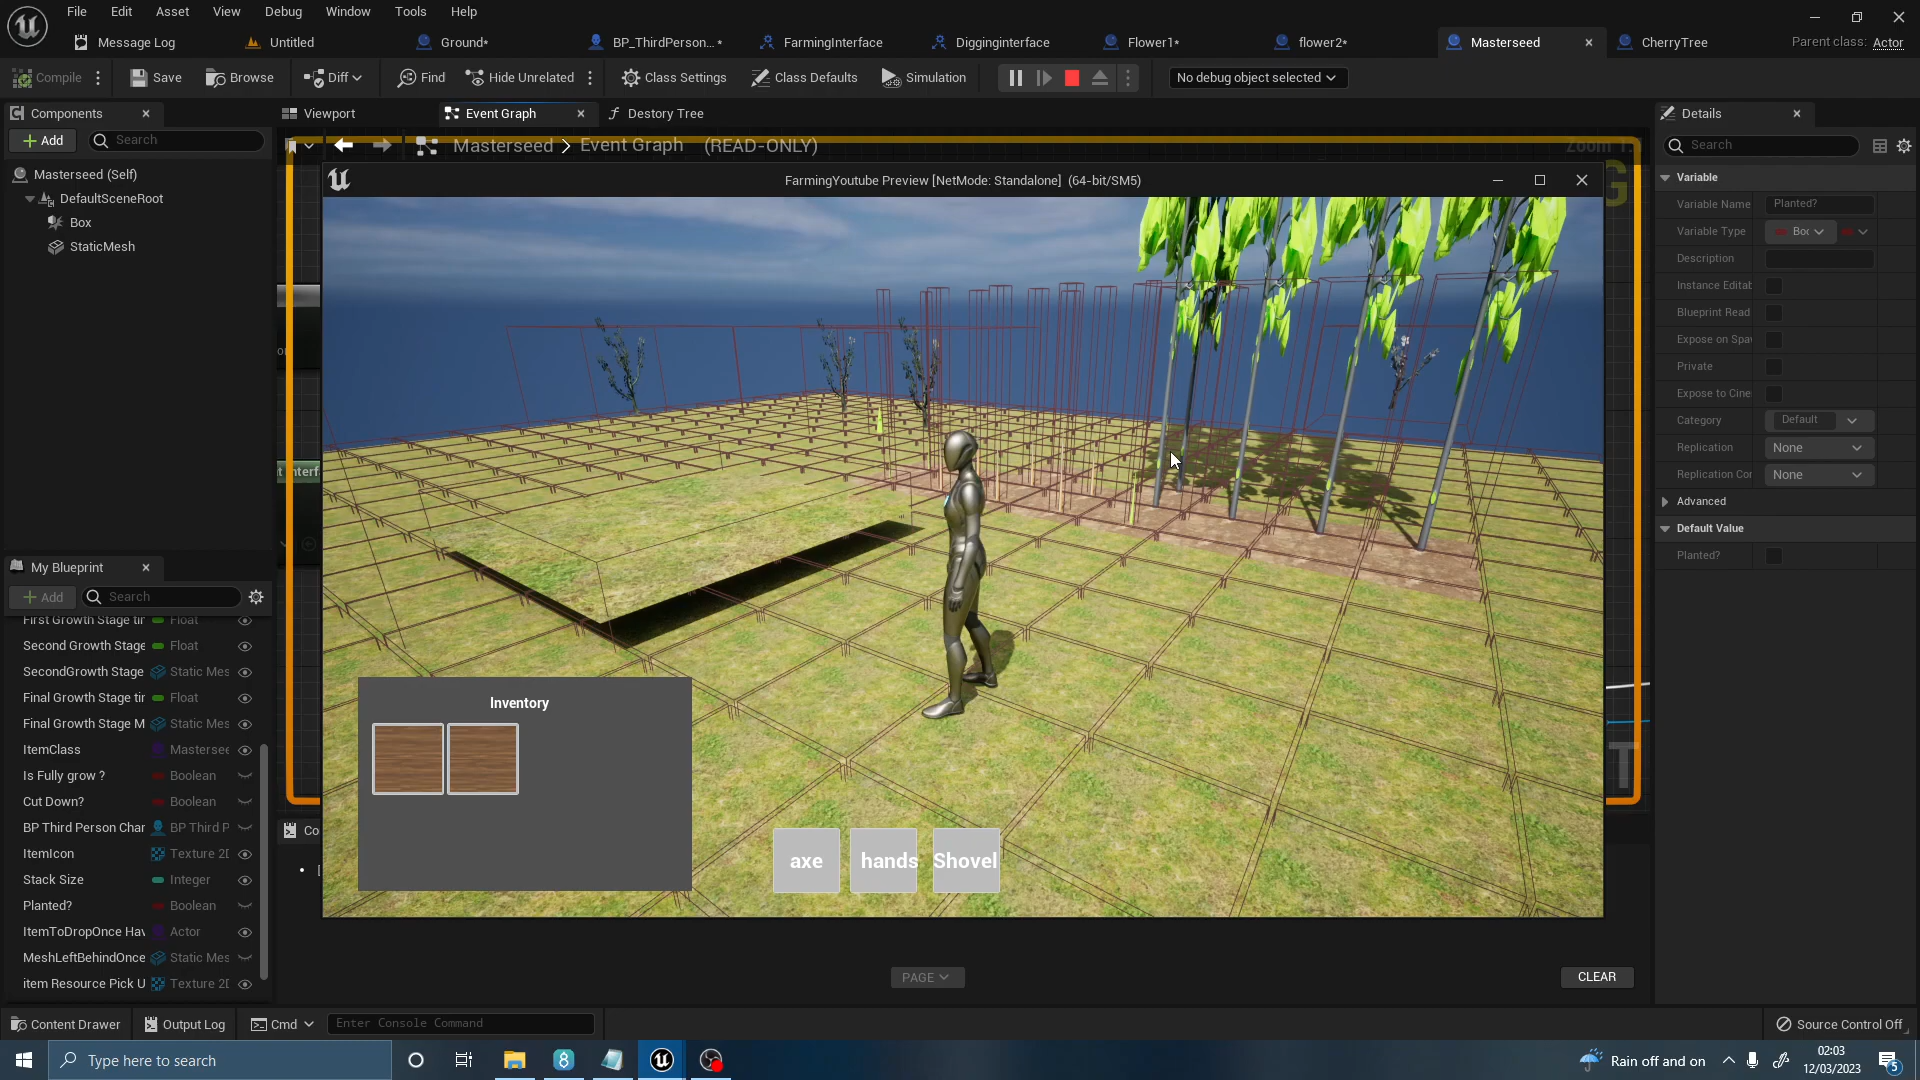 File Edit Asset View Debug Window Tools Help
Message Log Untitled Ground* BP_ThirdPerson...* FarmingInterface Digginginterface Flower1* flower2* Masterseed CherryTree Parent class: Actor
Compile Save Browse Diff Find Hide Unrelated Class Settings Class Defaults Simulation No debug object selected
Components
Viewport Event Graph Destory Tree
Details
Add Search
Masterseed > Event Graph (READ-ONLY)
Search
Masterseed (Self)
DefaultSceneRoot
Box
StaticMesh
FarmingYoutube Preview [NetMode: Standalone] (64-bit/SM5)
Variable
Variable Name Planted?
Variable Type
Description
Instance Editab
Blueprint Read
Expose on Spa
Private
Expose to Cine
Category Default
Replication None
Replication Cor None
Advanced
Default Value
Planted?
My Blueprint
Add Search
First Growth Stage tir Float
Second Growth Stage Float
SecondGrowth Stage Static Mes
Final Growth Stage tir Float
Final Growth Stage M Static Mes
ItemClass Mastersee
Is Fully grow ? Boolean
Cut Down? Boolean
BP Third Person Char BP Third P
ItemIcon Texture 2D
Stack Size Integer
Planted? Boolean
ItemToDropOnce Hav Actor
MeshLeftBehindOnce Static Mes
item Resource Pick U Texture 2D
Inventory
axe hands Shovel
PAGE CLEAR
Content Drawer Output Log Cmd Enter Console Command Source Control Off
Type here to search
Rain off and on
02:03
12/03/2023
5